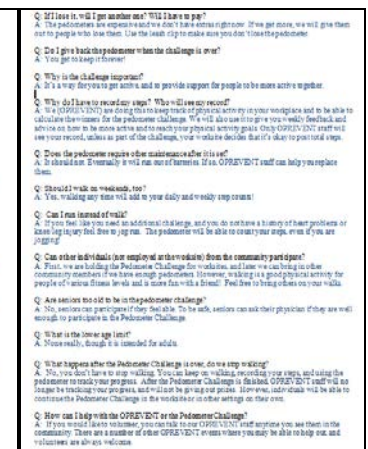 Q: If I lose it, will I get another one? Will I have to pay?
A: The pedometers are expensive and we don't have extras right now. If we get more, we will give them
out to people who lose them. Use the leash clip to make sure you don't lose the pedometer.
Q: Do I give back the pedometer when the challenge is over?
A: You get to keep it forever!
Q: Why is the challenge important?
A: It's a way for you to get active and to provide support for people to be more active together.
Q: Why do I have to record my steps? Who will see my record?
A: We (OPREVENT) are doing this to keep track of physical activity in your workplace and to be able to
calculate the winners for the pedometer challenge. We will also use it to give you weekly feedback and
advice on how to be more active and to reach your physical activity goals. Only OPREVENT staff will
see your record, unless as part of the challenge, your worksite decides that it's okay to post total steps.
Q: Does the pedometer require other maintenance after it is set?
A: It should not. Eventually it will run out of batteries. If so, OPREVENT staff can help you replace
them.
Q: Should I walk on weekends, too?
A: Yes, walking any time will add to your daily and weekly step counts!
Q: Can I run instead of walk?
A: If you feel like you need an additional challenge, and you do not have a history of heart problems or
knee/leg injury feel free to jog/run. The pedometer will be able to count your steps, even if you are
jogging!
Q: Can other individuals (not employed at the worksite) from the community participate?
A: First, we are holding the Pedometer Challenge for worksites, and later we can bring in other
community members if we have enough pedometers. However, walking is a good physical activity for
people of various fitness levels and is more fun with a friend! Feel free to bring others on your walks.
Q: Are seniors too old to be in the pedometer challenge?
A: No, seniors can participate if they feel able. To be safe, seniors can ask their physician if they are well
enough to participate in the Pedometer Challenge.
Q: What is the lower age limit?
A: None really, though it is intended for adults.
Q: What happens after the Pedometer Challenge is over, do we stop walking?
A: No, you don't have to stop walking. You can keep on walking, recording your steps, and using the
pedometer to track your progress. After the Pedometer Challenge is finished, OPREVENT staff will no
longer be tracking your progress, and will not be giving out prizes. However, individuals will be able to
continue the Pedometer Challenge in the worksite or in other settings on their own.
Q: How can I help with the OPREVENT or the Pedometer Challenge?
A: If you would like to volunteer, you can talk to our OPREVENT staff anytime you see them in the
community. There are a number of other OPREVENT events where you may be able to help out, and
volunteers are always welcome.